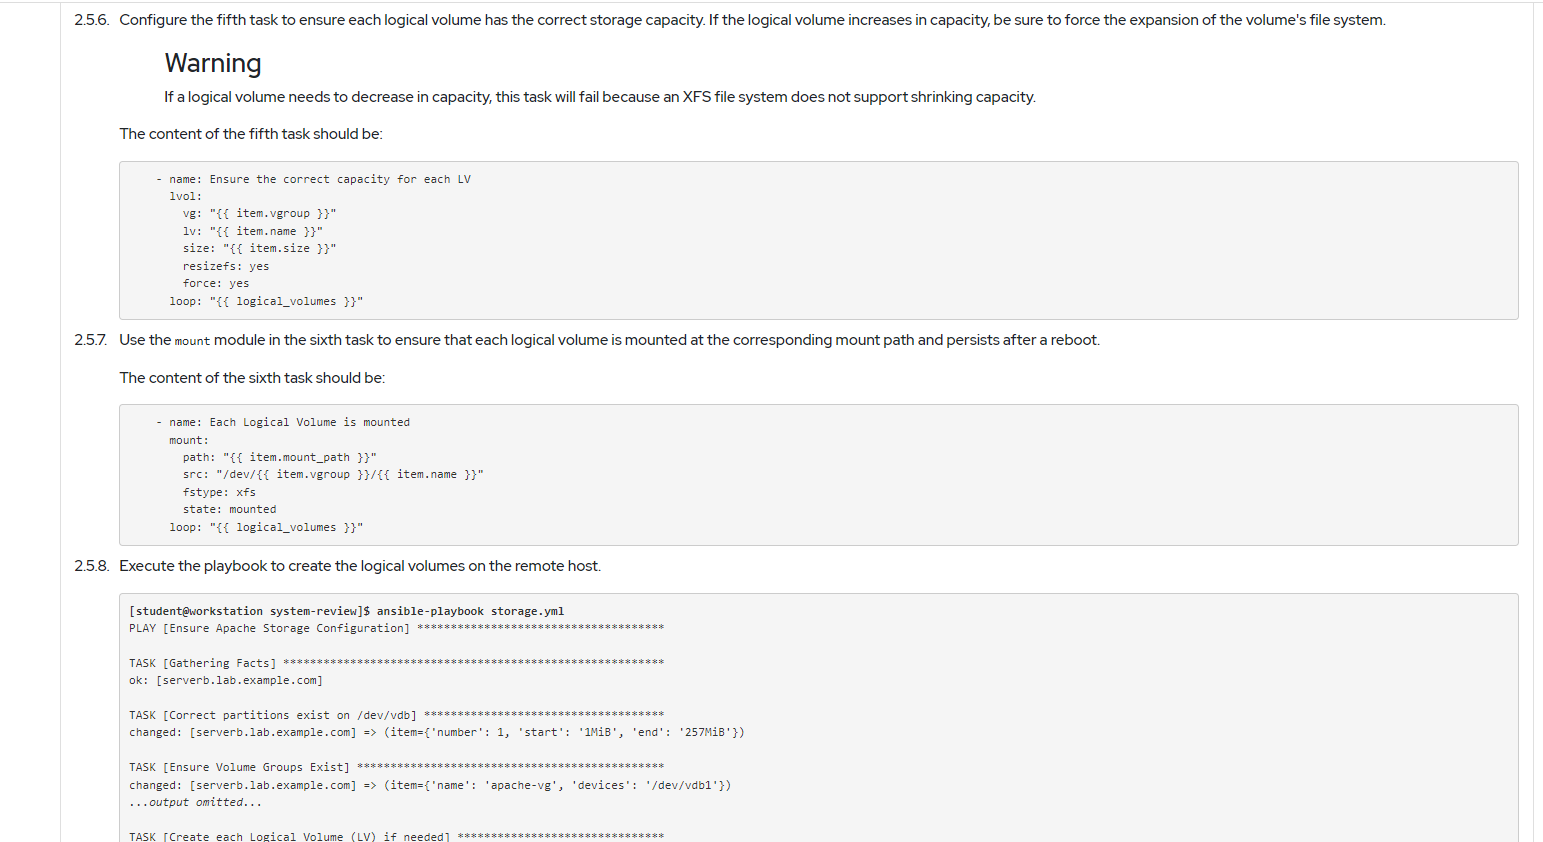 2.5.6. Configure the fifth task to ensure each logical volume has the correct storage capacity. If the logical volume increases in capacity, be sure to force the expansion of the volume's file system.
Warning
If a logical volume needs to decrease in capacity, this task will fail because an XFS file system does not support shrinking capacity.
The content of the fifth task should be:
- name: Ensure the correct capacity for each LV
lvol:
vg: "{{ item.vgroup }}"
lv: "{{ item.name }}"
size: "{{ item.size }}"
resizefs: yes
force: yes
loop: "{{ logical_volumes }}"
2.5.7. Use the mount module in the sixth task to ensure that each logical volume is mounted at the corresponding mount path and persists after a reboot.
The content of the sixth task should be:
- name: Each Logical Volume is mounted
mount:
path: "{{ item.mount_path }}"
src: "/dev/{{ item.vgroup }}/{{ item.name }}"
fstype: xfs
state: mounted
loop: "{{ logical_volumes }}"
2.5.8. Execute the playbook to create the logical volumes on the remote host.
[student@workstation system-review]$ ansible-playbook storage.yml
PLAY [Ensure Apache Storage Configuration] *************************************
TASK [Gathering Facts] *********************************************************
ok: [serverb.lab.example.com]
TASK [Correct partitions exist on /dev/vdb] ************************************
changed: [serverb.lab.example.com] => (item={'number': 1, 'start': '1MiB', 'end': '257MiB'})
TASK [Ensure Volume Groups Exist] **********************************************
changed: [serverb.lab.example.com] => (item={'name': 'apache-vg', 'devices': '/dev/vdb1'})
...output omitted...
TASK [Create each Logical Volume (LV) if needed] *******************************